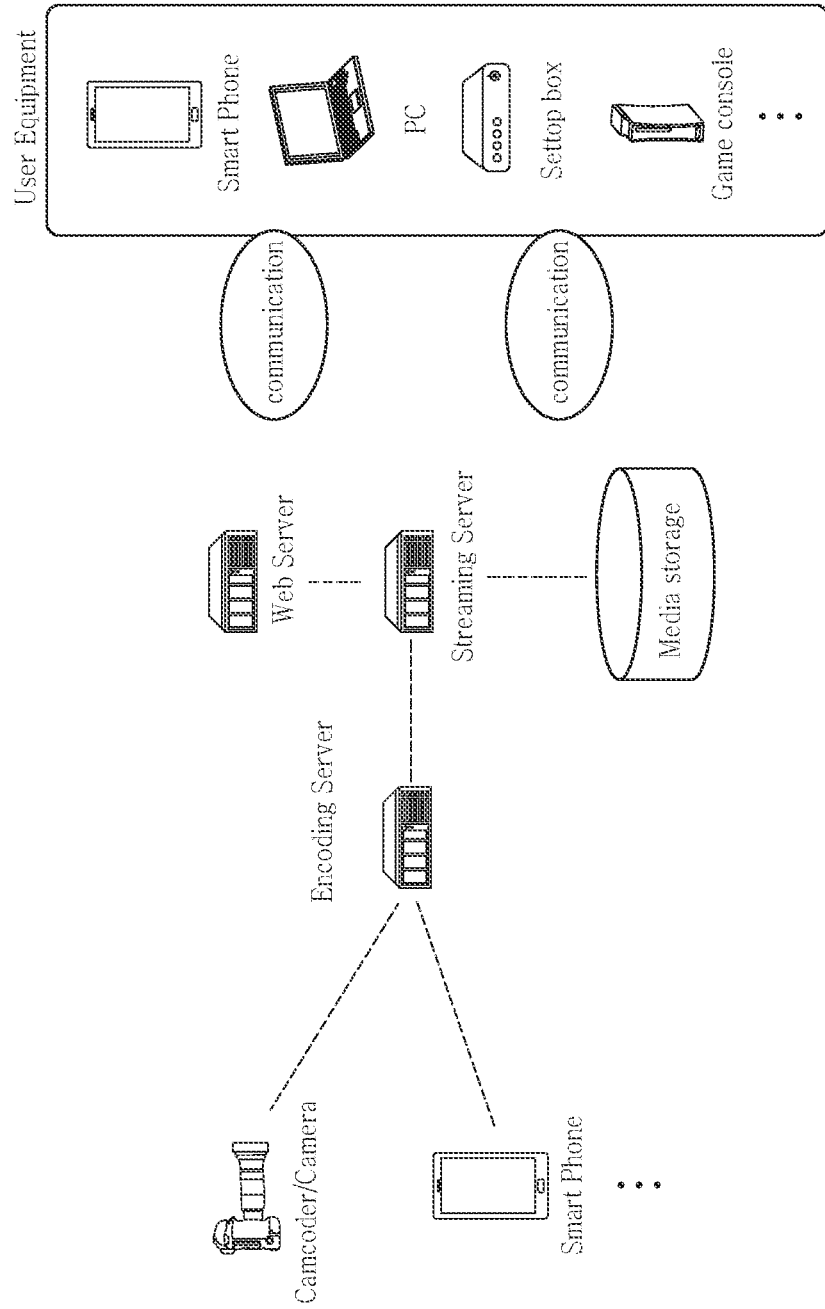 User Equipment
Smart Phone
PC
Settop box
Game console
communication
communication
Web Server
Streaming Server
Media storage
Encoding Server
Camcoder/Camera
Smart Phone